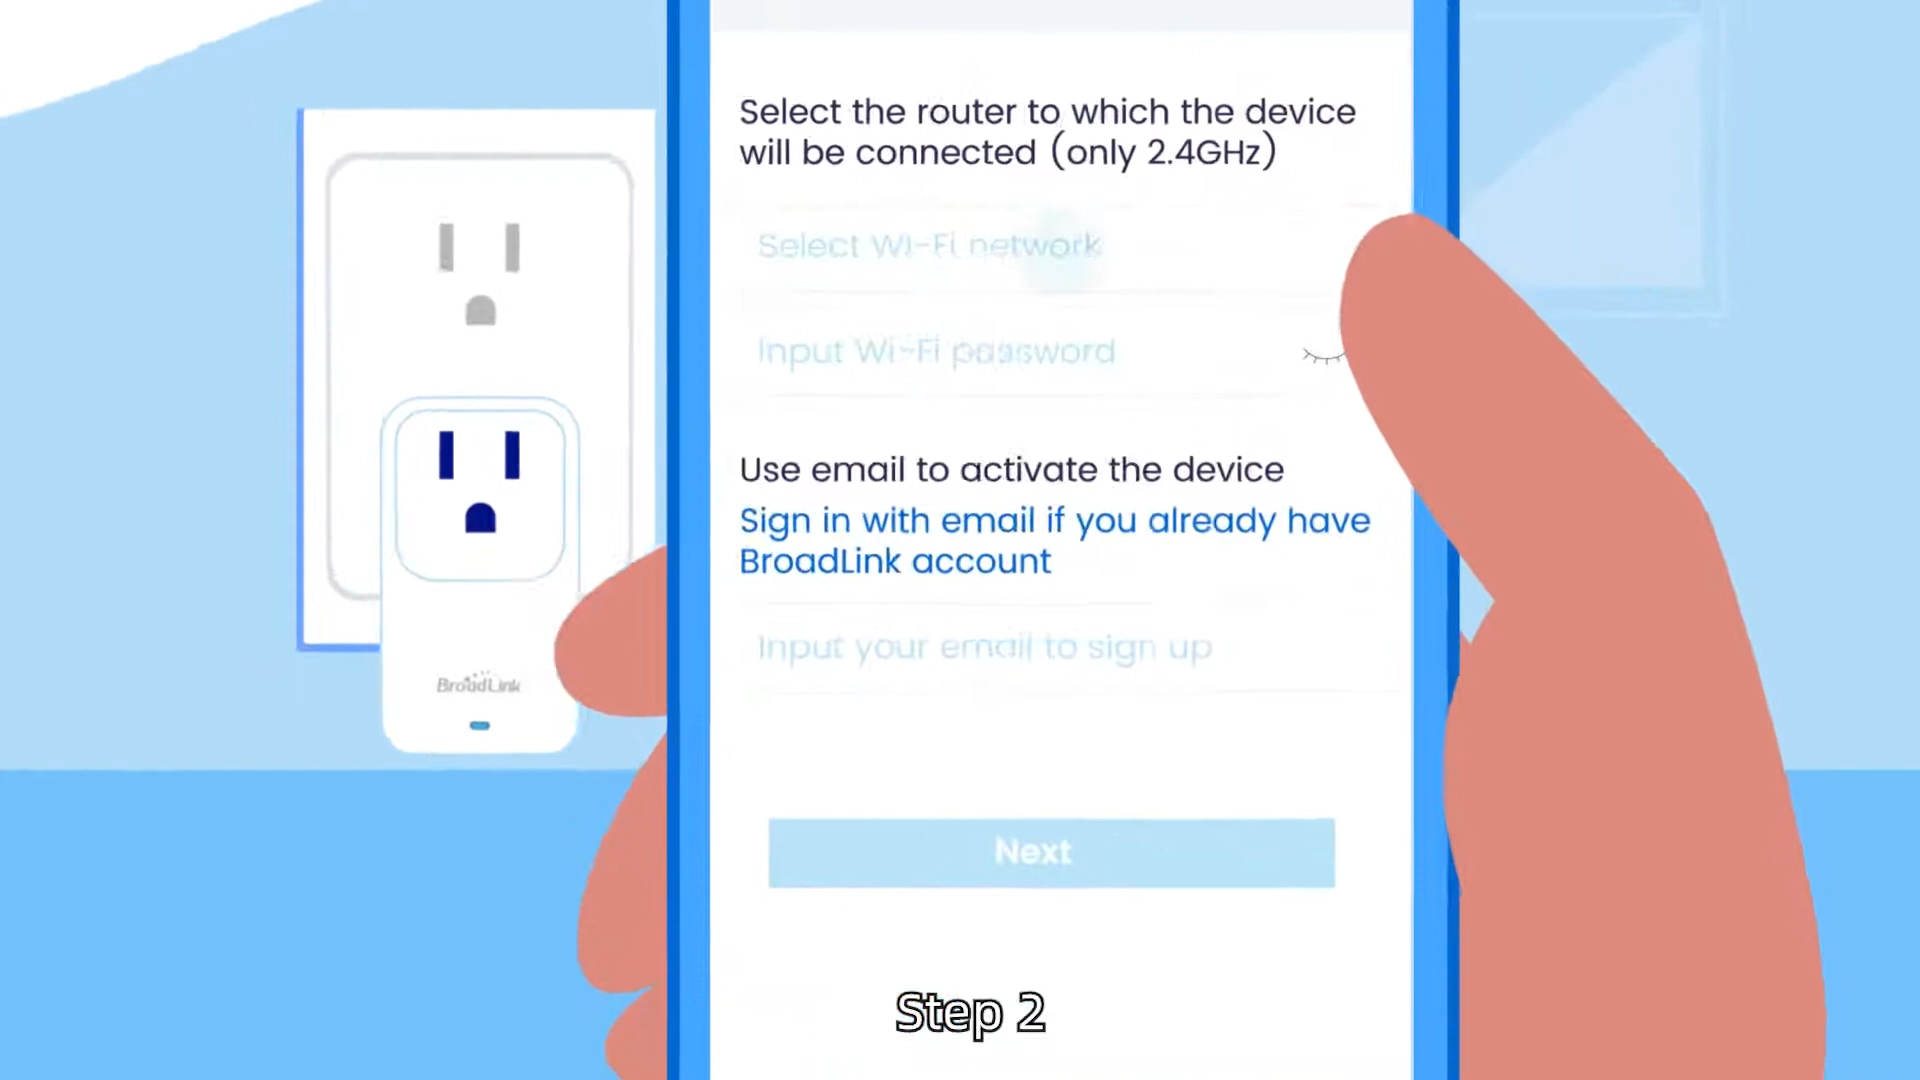 Select the router to which the device
will be connected (only 2.4GHz)
Select Wi-Fi network
Input Wi-Fi password
Use email to activate the device
Sign in with email if you already have
BroadLink account
Input your email to sign up
BroadLink
Next
Step 2